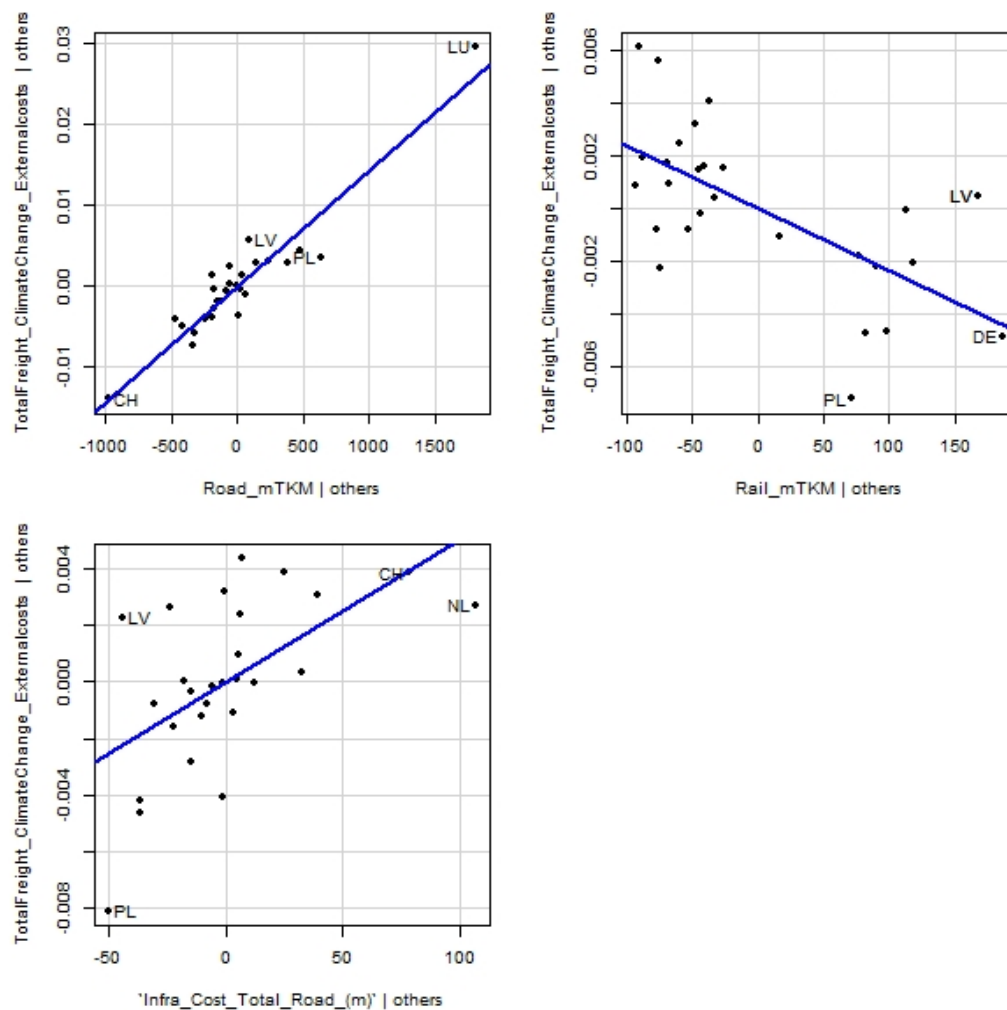 TotalFreight_ClimateChange_Externalcosts | others
0.03
0.02
0.01
0.00
-0.01
LU
LV
PL
CH
-1000 -500 0 500 1000 1500
Road_mTKM | others
TotalFreight_ClimateChange_Externalcosts | others
0.006
0.002
-0.002
-0.006
LV
DE
PL
-100 -50 0 50 100 150
Rail_mTKM | others
TotalFreight_ClimateChange_Externalcosts | others
0.004
0.000
-0.004
-0.008
CH
NL
LV
PL
-50 0 50 100
`Infra_Cost_Total_Road_(m)` | others